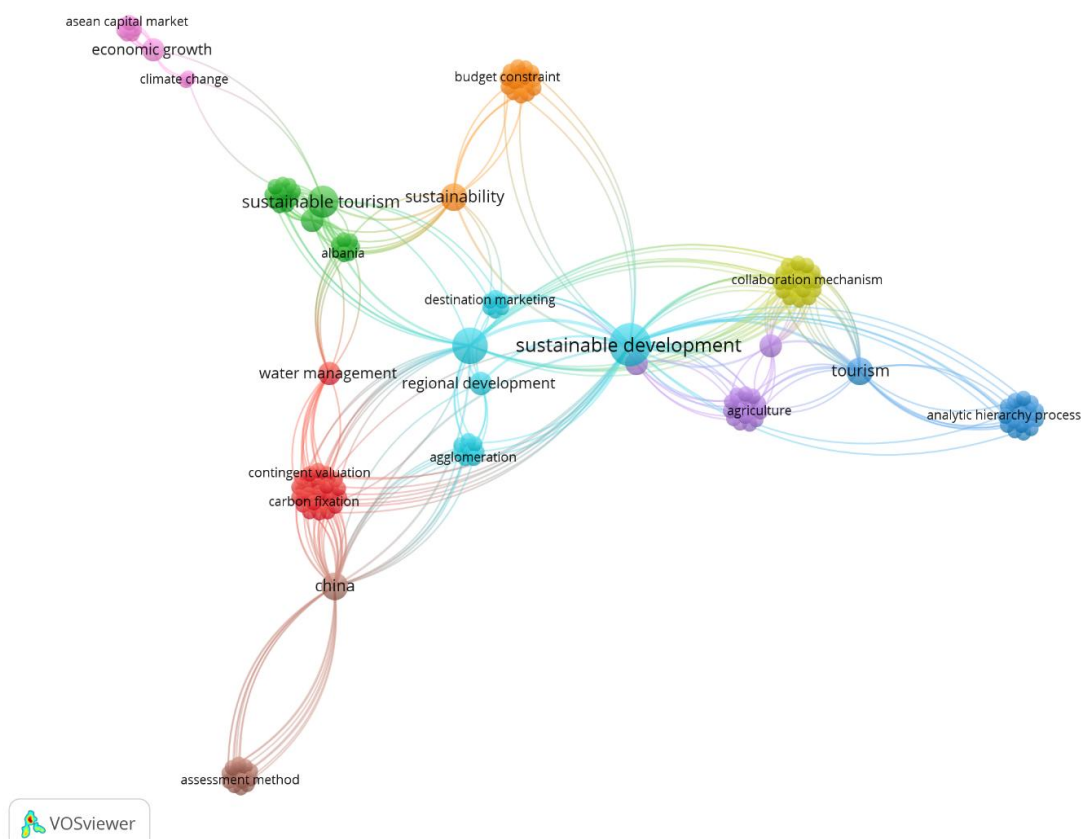 asean capital market
economic growth
climate change
budget constraint
sustainable tourism
sustainability
albania
collaboration mechanism
destination marketing
sustainable development
water management
regional development
tourism
agriculture
analytic hierarchy process
agglomeration
contingent valuation
carbon fixation
china
assessment method
VOSviewer